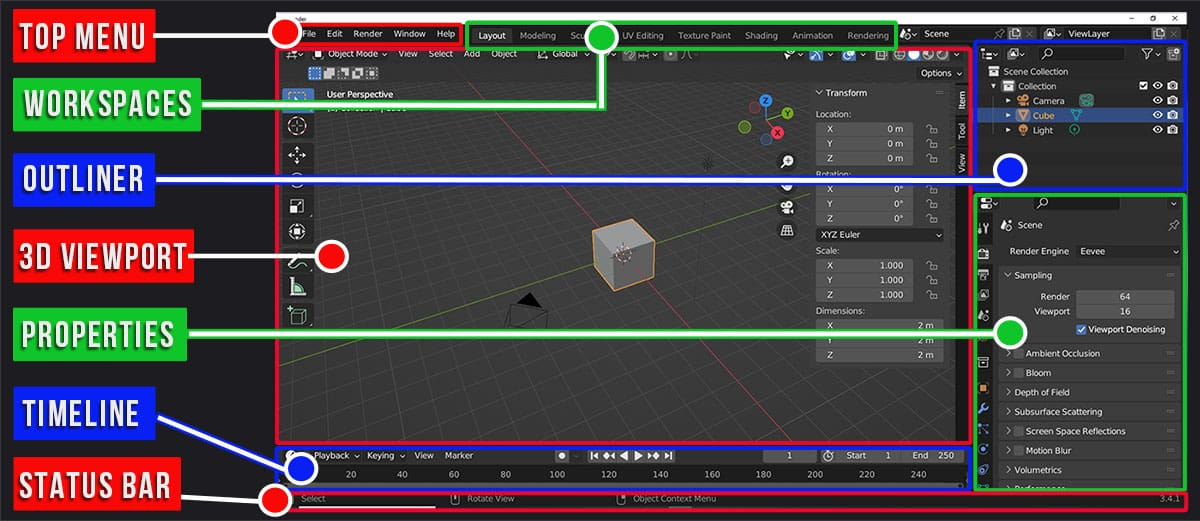 TOP MENU
WORKSPACES
OUTLINER
3D VIEWPORT
PROPERTIES
TIMELINE
STATUS BAR
File Edit Render Window Help
Layout Modeling UV Editing Texture Paint Shading Animation Rendering
Scene
ViewLayer
Object Mode View Select Add Object Global
Options
User Perspective
Transform
Location:
X 0 m
Y 0 m
Z 0 m
Rotation:
X 0°
Y 0°
Z 0°
XYZ Euler
Scale:
X 1.000
Y 1.000
Z 1.000
Dimensions:
X 2 m
Y 2 m
Z 2 m
Item
Tool
View
Z
Y
X
Scene Collection
Collection
Camera
Cube
Light
Scene
Render Engine Eevee
Sampling
Render 64
Viewport 16
Viewport Denoising
Ambient Occlusion
Bloom
Depth of Field
Subsurface Scattering
Screen Space Reflections
Motion Blur
Volumetrics
Performance
Playback Keying View Marker
1 Start 1 End 250
20 40 60 80 100 120 140 160 180 200 220 240
Select Rotate View Object Context Menu 3.4.1